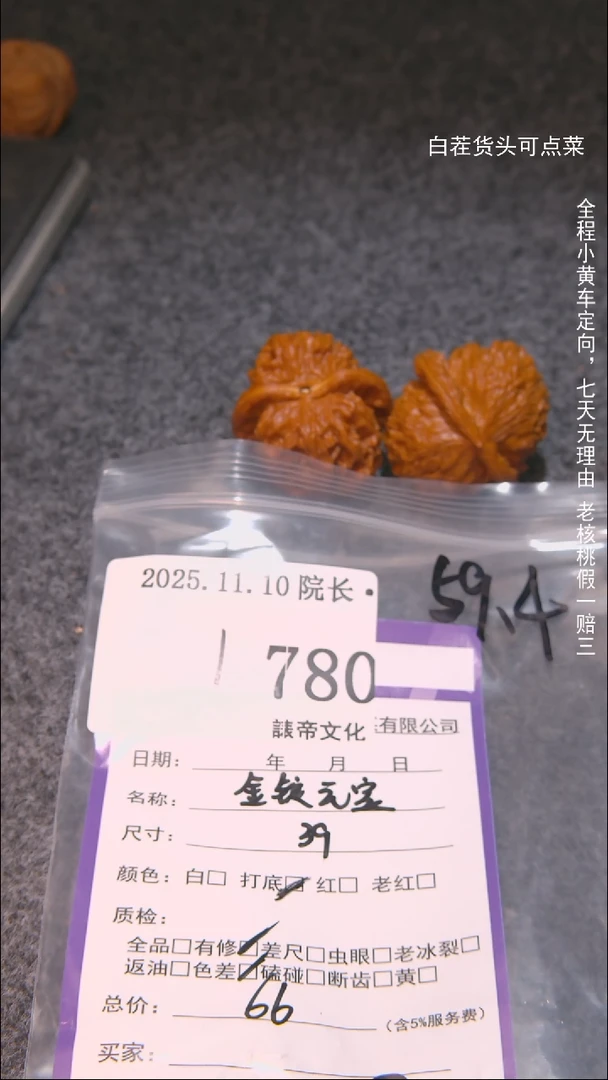 白茬货头可点菜
全程小黄车定向，七天无理由 老核桃假一赔三
59.4
2025.11.10 院长·
780
諓帝文化
有限公司
日期： 年 月 日
名称：金锭元宝
尺寸：39
颜色：白□ 打底☑ 红□ 老红□
质检：
全品□有修☑差尺□虫眼□老冰裂□
返油□色差☑磕碰□断齿□黄□
总价：66（含5%服务费）
买家：